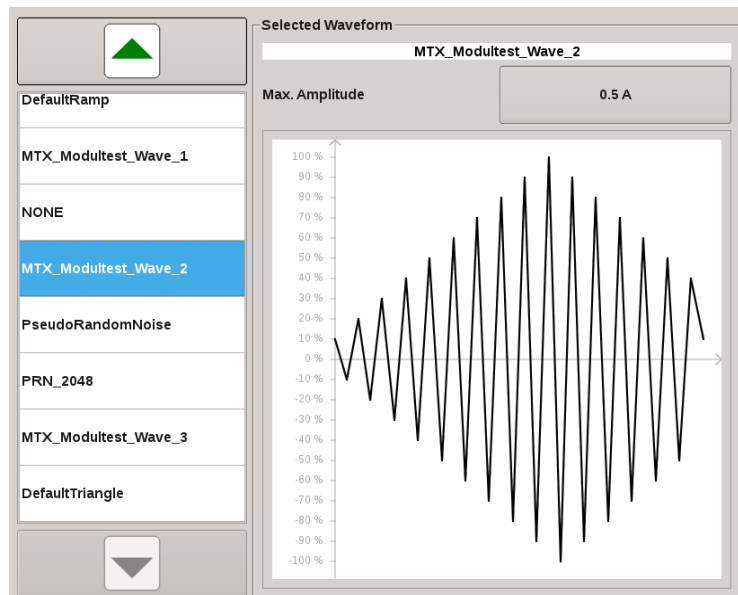 DefaultRamp
MTX_Modultest_Wave_1
NONE
MTX_Modultest_Wave_2
PseudoRandomNoise
PRN_2048
MTX_Modultest_Wave_3
DefaultTriangle
Selected Waveform
MTX_Modultest_Wave_2
Max. Amplitude
0.5 A
100 %
90 %
80 %
70 %
60 %
50 %
40 %
30 %
20 %
10 %
0 %
-10 %
-20 %
-30 %
-40 %
-50 %
-60 %
-70 %
-80 %
-90 %
-100 %